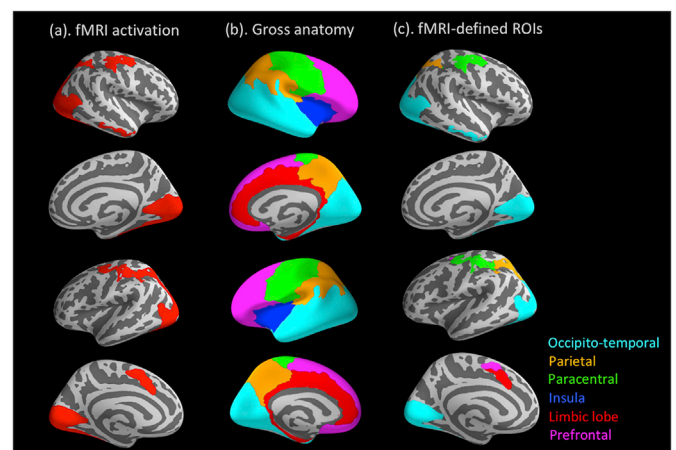 (a). fMRI activation
(b). Gross anatomy
(c). fMRI-defined ROIs
Occipito-temporal
Parietal
Paracentral
Insula
Limbic lobe
Prefrontal